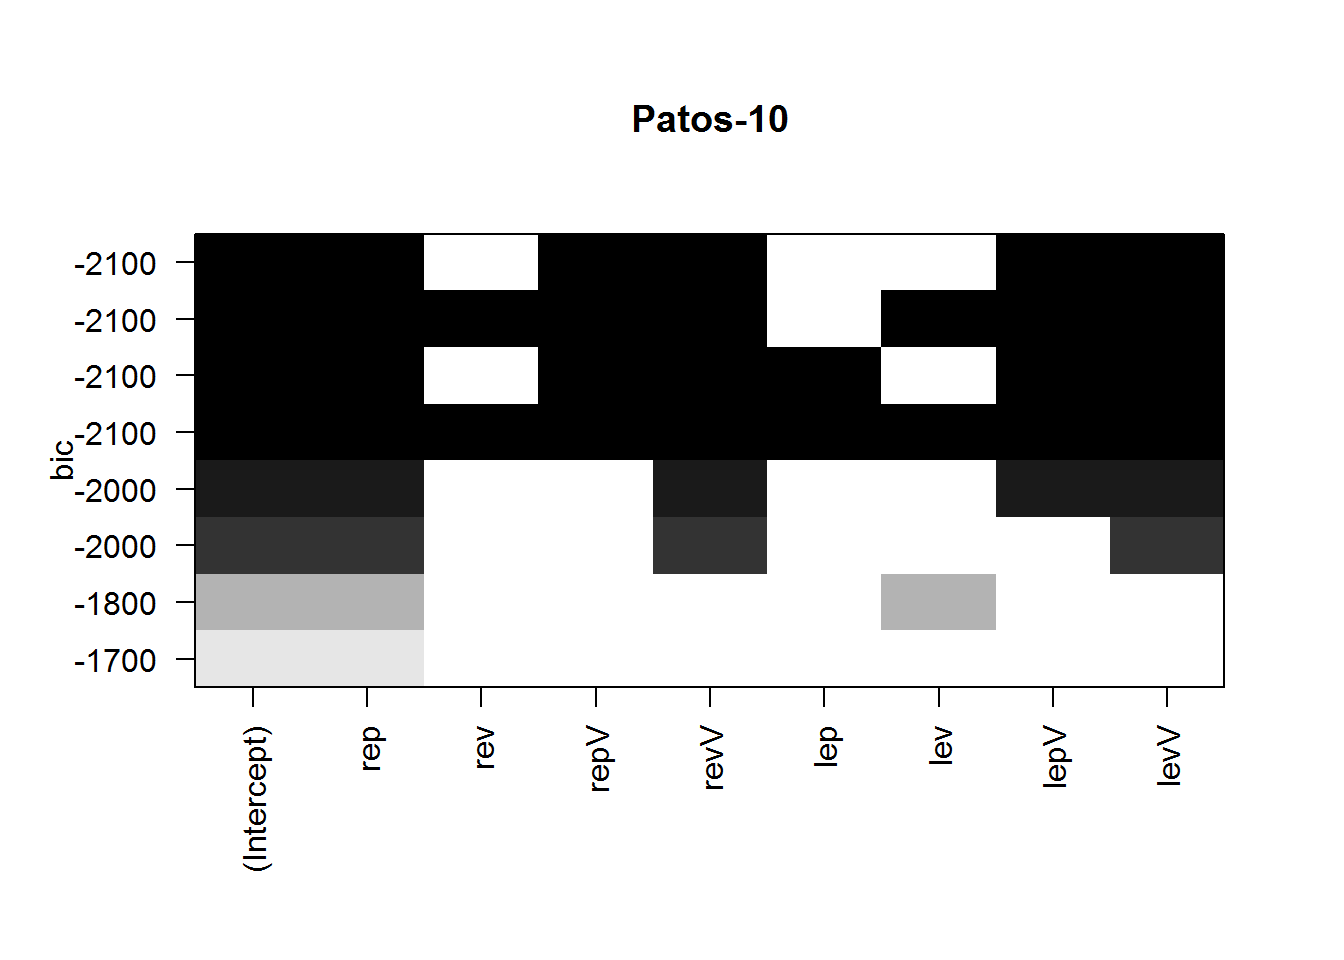 Patos-10
bic
-2100
-2100
-2100
-2100
-2000
-2000
-1800
-1700
(Intercept)
rep
rev
repV
revV
lep
lev
lepV
levV